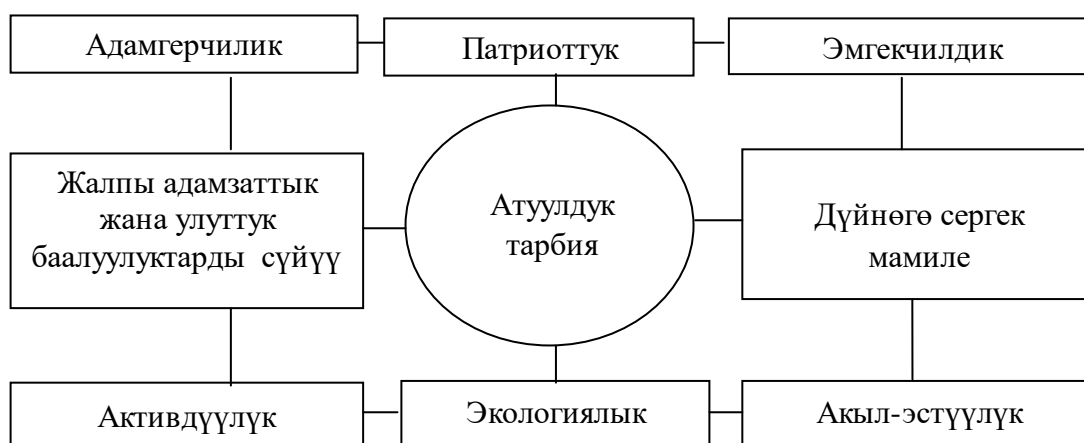 Адамгерчилик
Патриоттук
Эмгекчилдик
Жалпы адамзаттык
жана улуттук
баалуулуктарды сүйүү
Атуулдук
тарбия
Дүйнөгө сергек
мамиле
Активдүүлүк
Экологиялык
Акыл-эстүүлүк